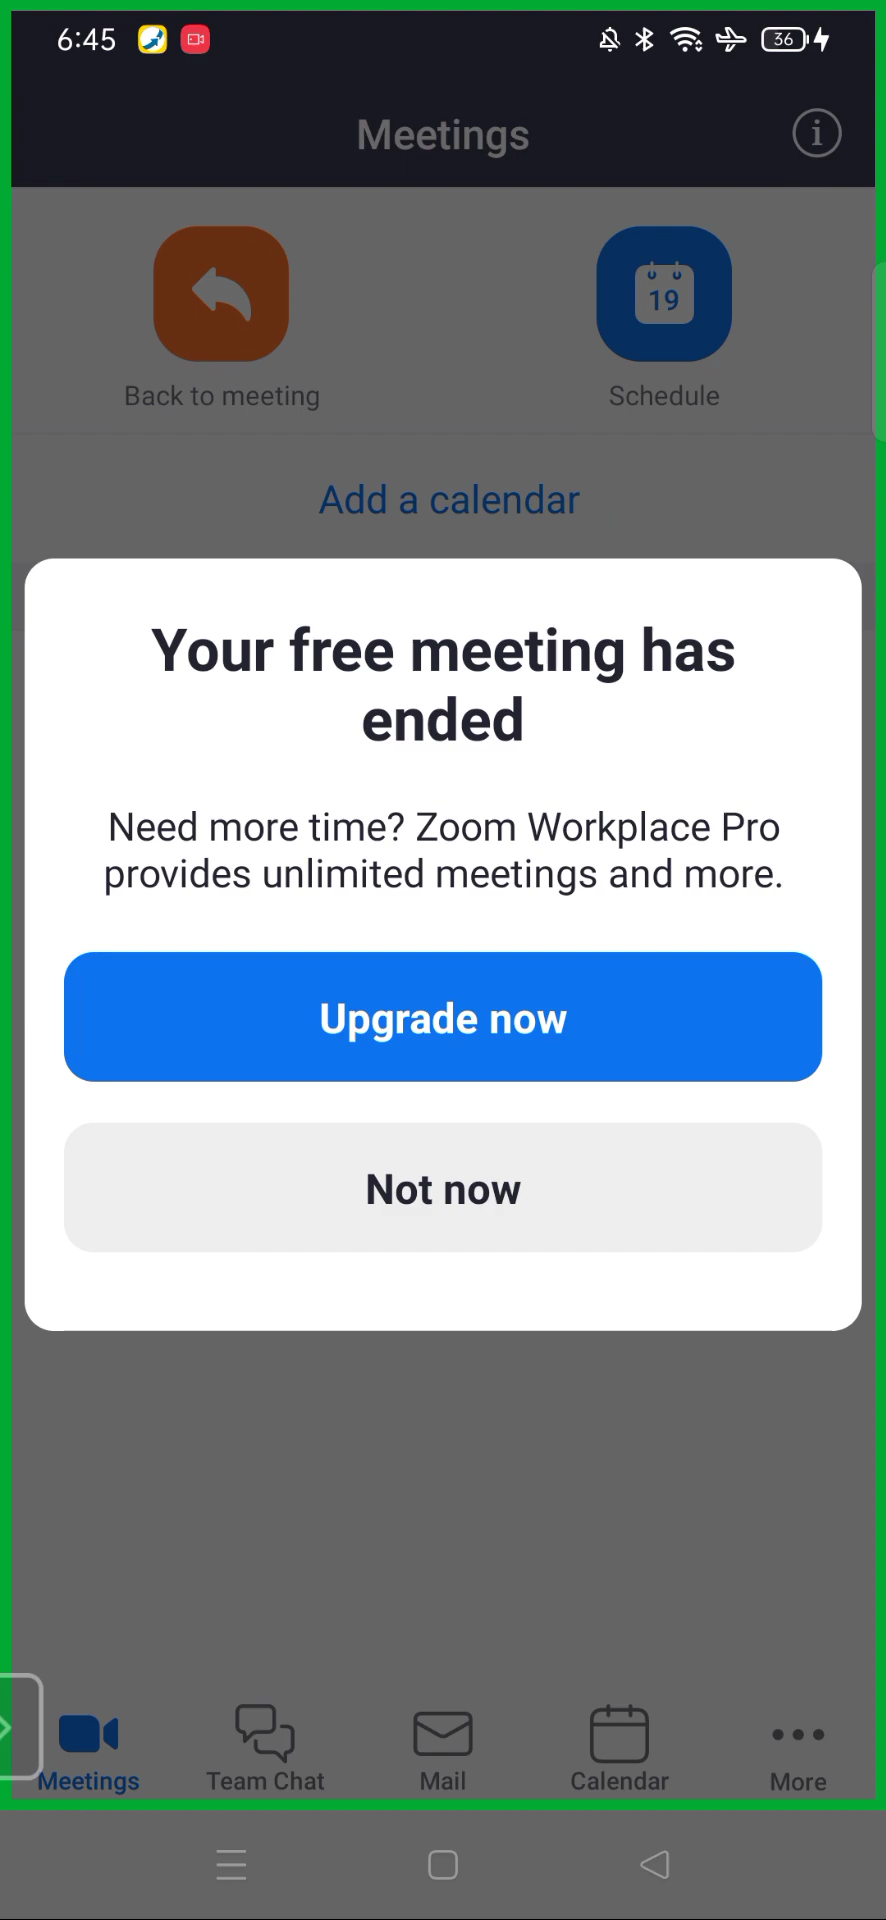 6:45
36
Meetings
19
Back to meeting
Schedule
Add a calendar
Your free meeting has
ended
Need more time? Zoom Workplace Pro
provides unlimited meetings and more.
Upgrade now
Not now
Meetings
Team Chat
Mail
Calendar
More